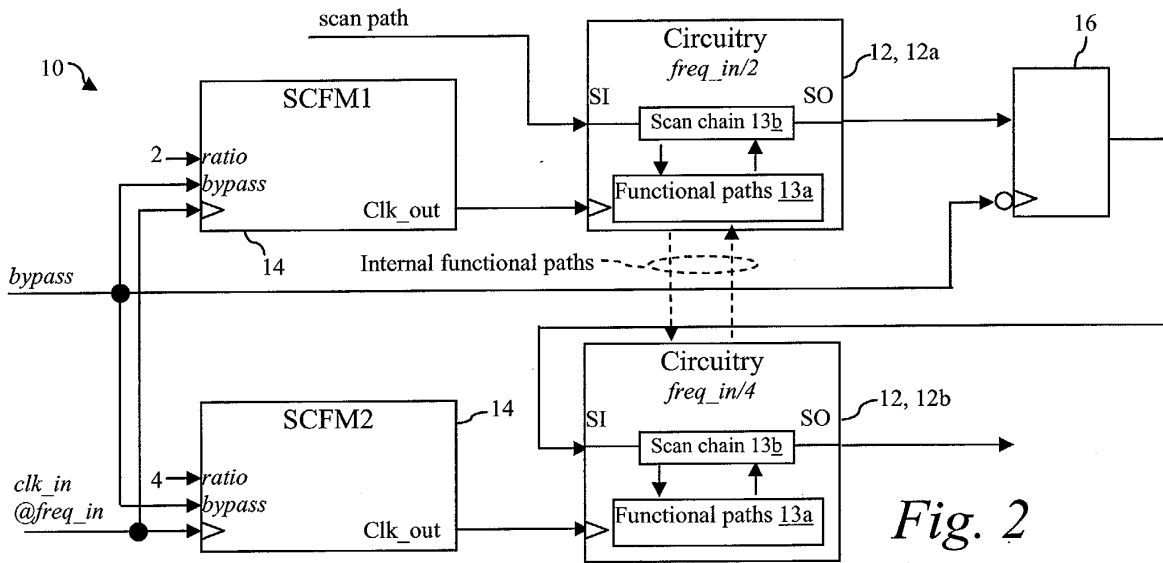 scan path
10
SCFM1
2
ratio
bypass
Clk_out
14
Circuitry
freq_in/2
12, 12a
SI
SO
Scan chain 13b
Functional paths 13a
16
Internal functional paths
bypass
SCFM2
14
4
ratio
bypass
Clk_out
clk_in
@freq_in
Circuitry
freq_in/4
12, 12b
SI
SO
Scan chain 13b
Functional paths 13a
Fig. 2